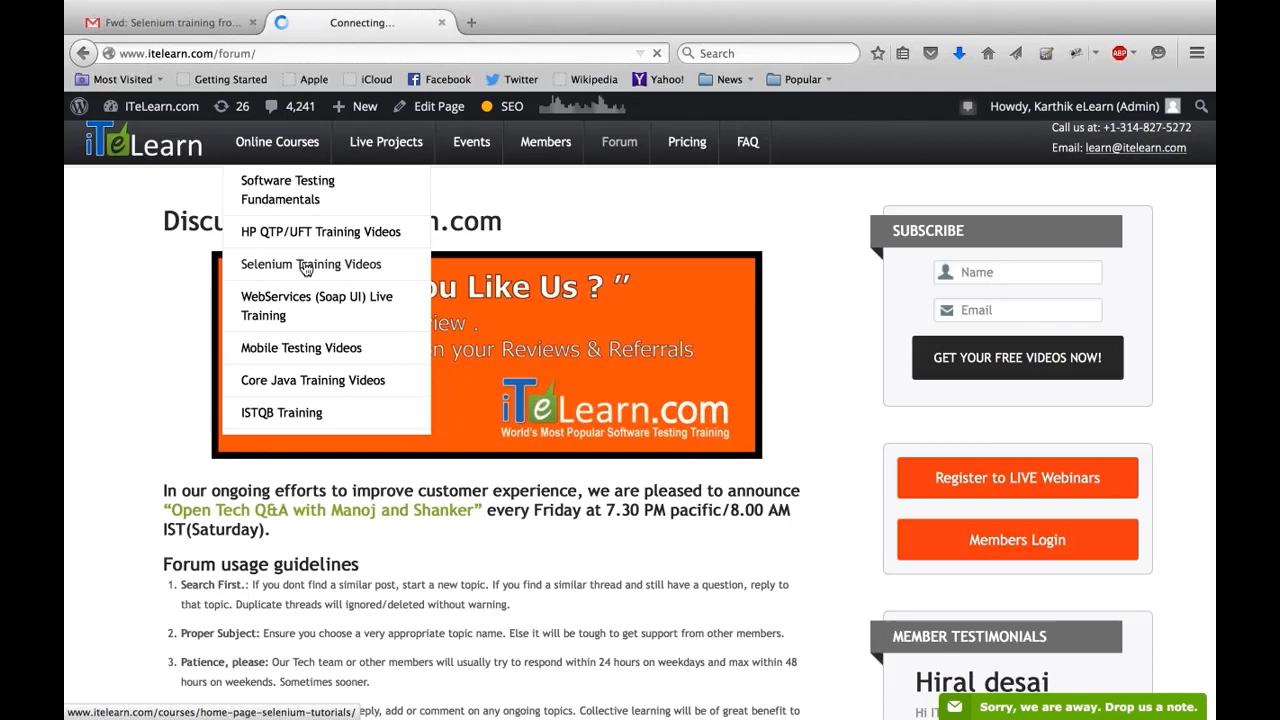 Fwd: Selenium training fro...
Connecting...
www.itelearn.com/forum/
Search
ABP
Most Visited
Getting Started
Apple
iCloud
Facebook
Twitter
Wikipedia
Yahoo!
News
Popular
ITeLearn.com
26
4,241
New
Edit Page
SEO
Howdy, Karthik eLearn (Admin)
iTeLearn
Online Courses
Live Projects
Events
Members
Forum
Pricing
FAQ
Call us at: +1-314-827-5272
Email: learn@itelearn.com
Software Testing
Fundamentals
HP QTP/UFT Training Videos
Selenium Training Videos
WebServices (Soap UI) Live
Training
Mobile Testing Videos
Core Java Training Videos
ISTQB Training
Discu
n.com
ou Like Us ? ”
view .
n your Reviews & Referrals
iTeLearn.com
World's Most Popular Software Testing Training
SUBSCRIBE
Name
Email
GET YOUR FREE VIDEOS NOW!
Register to LIVE Webinars
Members Login
In our ongoing efforts to improve customer experience, we are pleased to announce
“Open Tech Q&A with Manoj and Shanker” every Friday at 7.30 PM pacific/8.00 AM
IST(Saturday).
Forum usage guidelines
1. Search First.: If you dont find a similar post, start a new topic. If you find a similar thread and still have a question, reply
to that topic. Duplicate threads will ignored/deleted without warning.
2. Proper Subject: Ensure you choose a very appropriate topic name. Else it will be tough to get support from other members.
3. Patience, please: Our Tech team or other members will usually try to respond within 24 hours on weekdays and max within 48
hours on weekends. Sometimes sooner.
eply, add or comment on any ongoing topics. Collective learning will be of great benefit to
MEMBER TESTIMONIALS
Hiral desai
Hi IT
Sorry, we are away. Drop us a note.
www.itelearn.com/courses/home-page-selenium-tutorials/